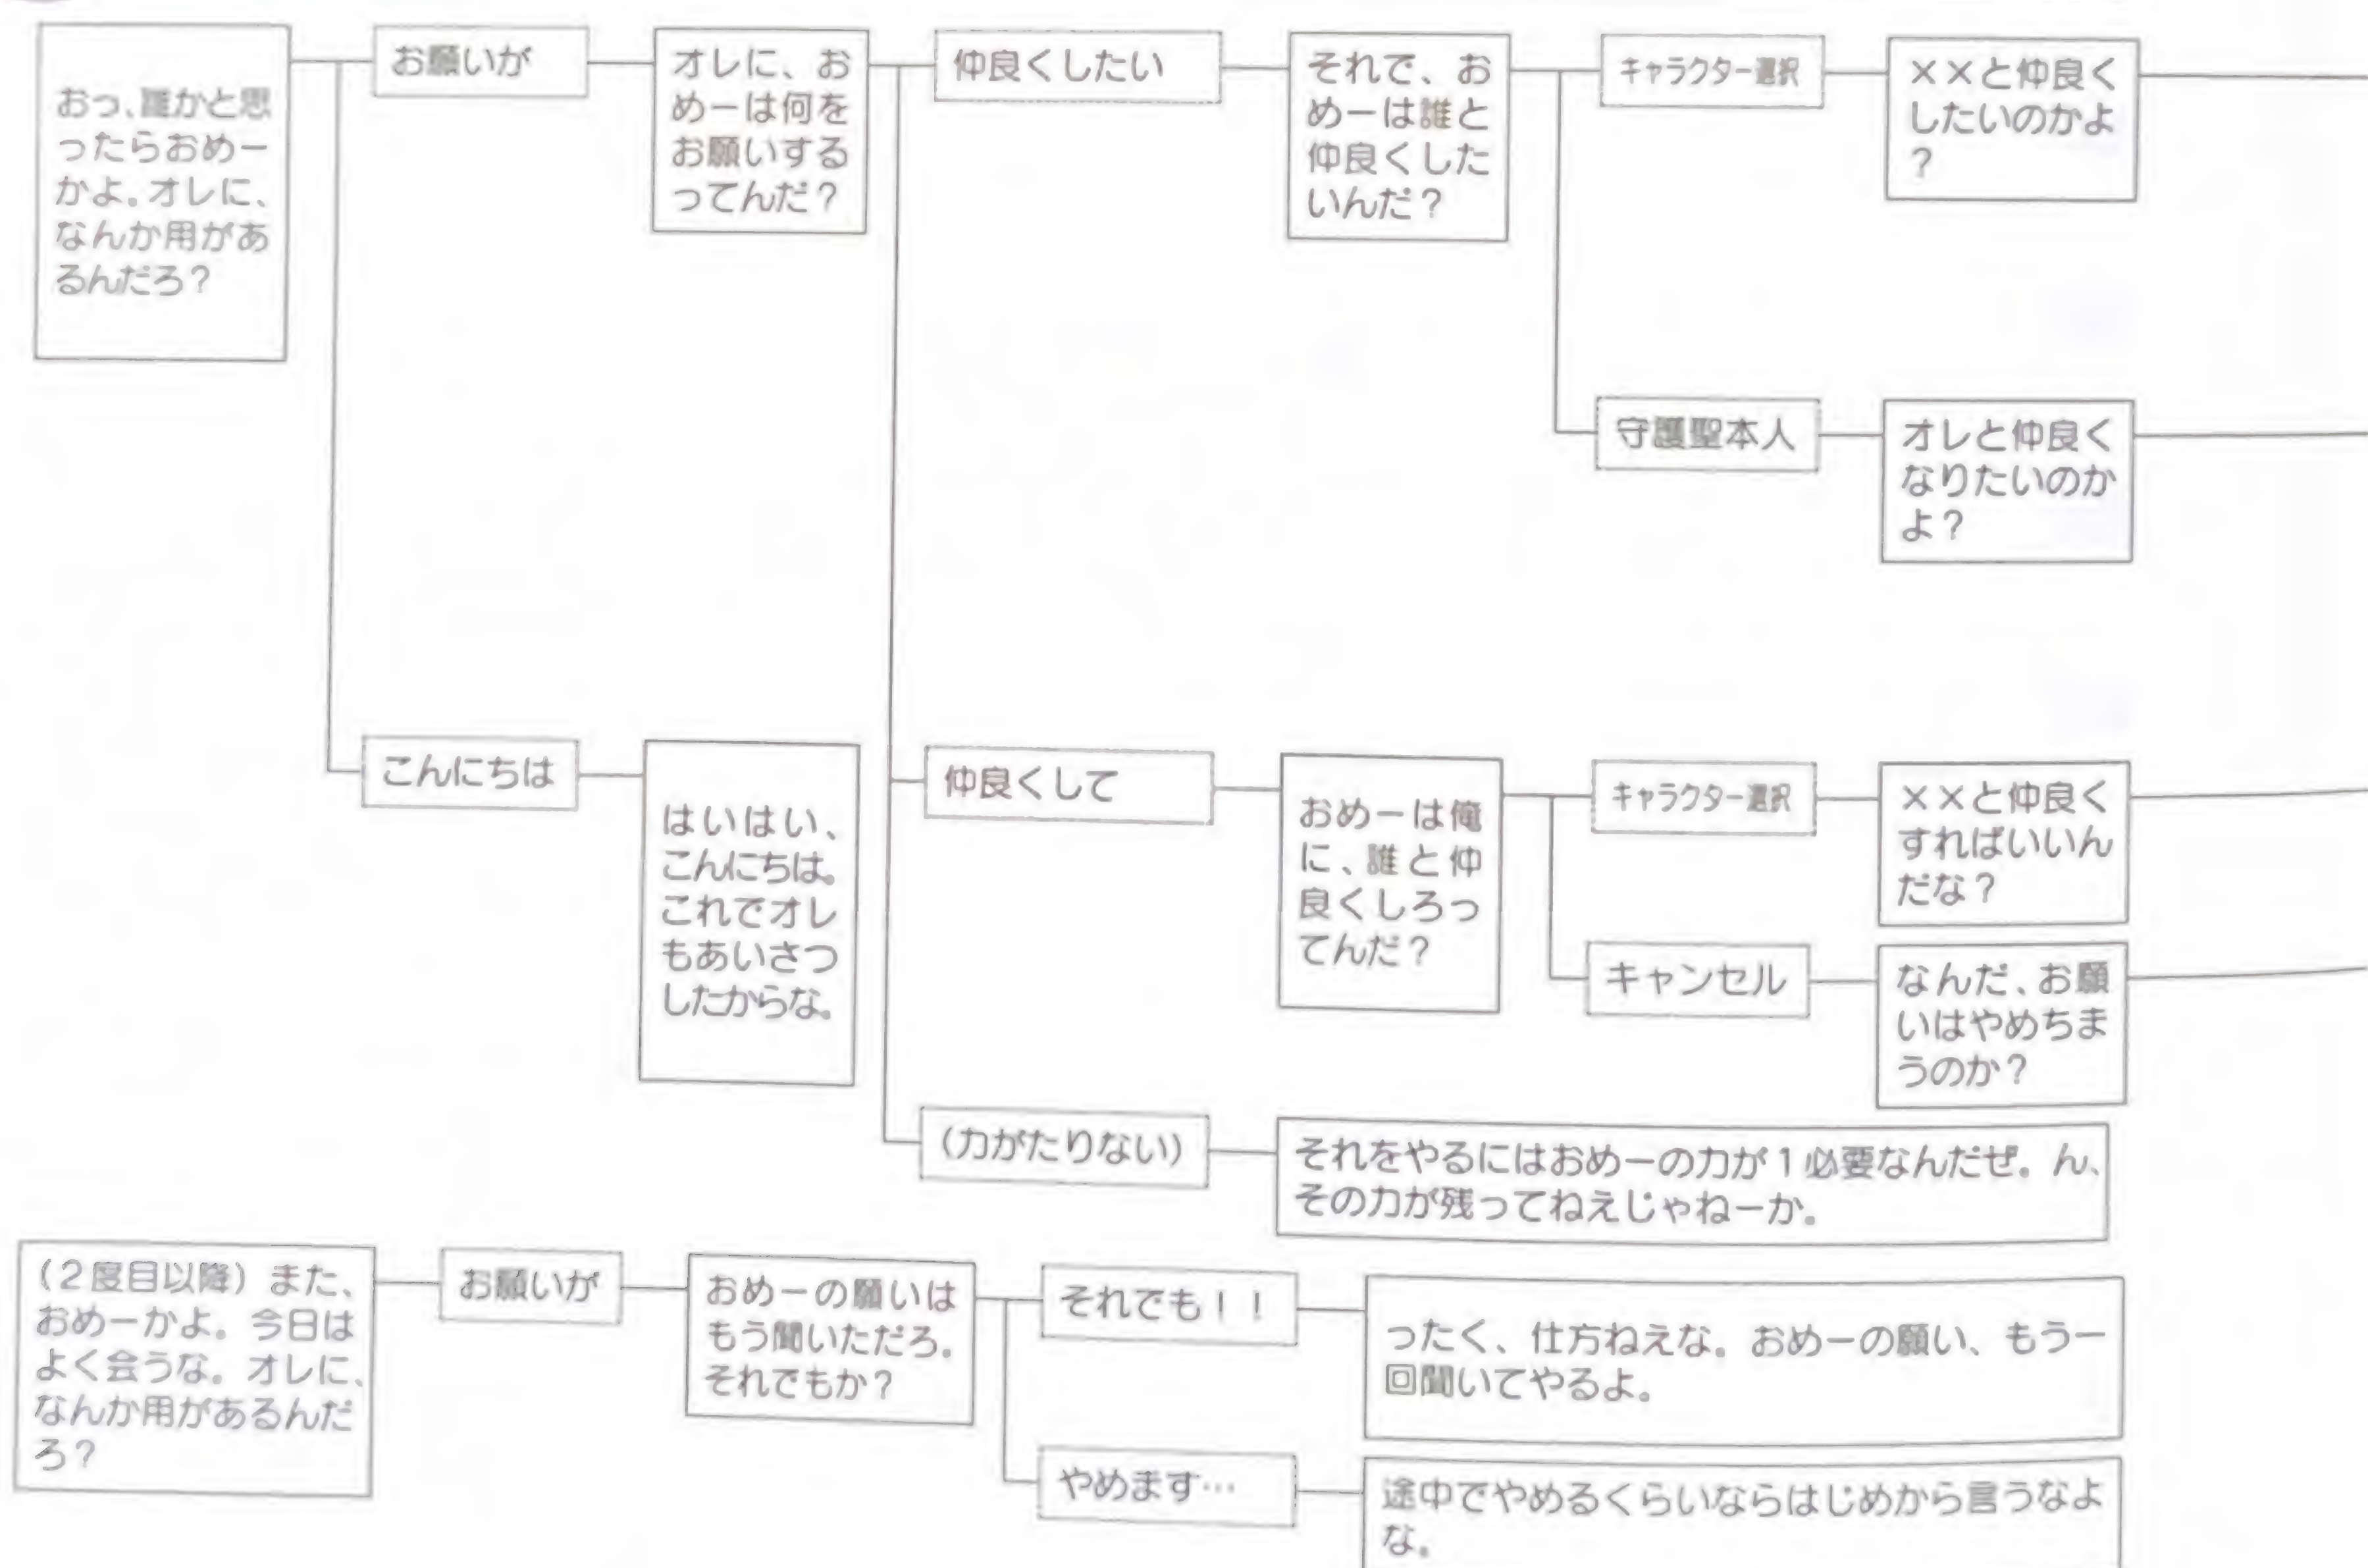 おっ、誰かと思
ったらおめー
かよ。オレに、
なんか用があ
るんだろ？
お願いが
オレに、お
めーは何を
お願いする
ってんだ？
仲良くしたい
それで、お
めーは誰と
仲良くした
いんだ？
キャラクター選択
××と仲良く
したいのかよ
？
守護聖本人
オレと仲良く
なりたいのか
よ？
こんにちは
はいはい、
こんにちは。
これでオレ
もあいさつ
したからな。
仲良くして
おめーは俺
に、誰と仲
良くしろっ
てんだ？
キャラクター選択
××と仲良く
すればいいん
だな？
キャンセル
なんだ、お願
いはやめちま
うのか？
（力がたりない）
それをやるにはおめーの力が１必要なんだぜ。ん、
その力が残ってねえじゃねーか。
（２度目以降）また、
おめーかよ。今日は
よく会うな。オレに、
なんか用があるんだ
ろ？
お願いが
おめーの願いは
もう聞いただろ。
それでもか？
それでも！！
ったく、仕方ねえな。おめーの願い、もう一
回聞いてやるよ。
やめます…
途中でやめるくらいならはじめから言うなよ
な。